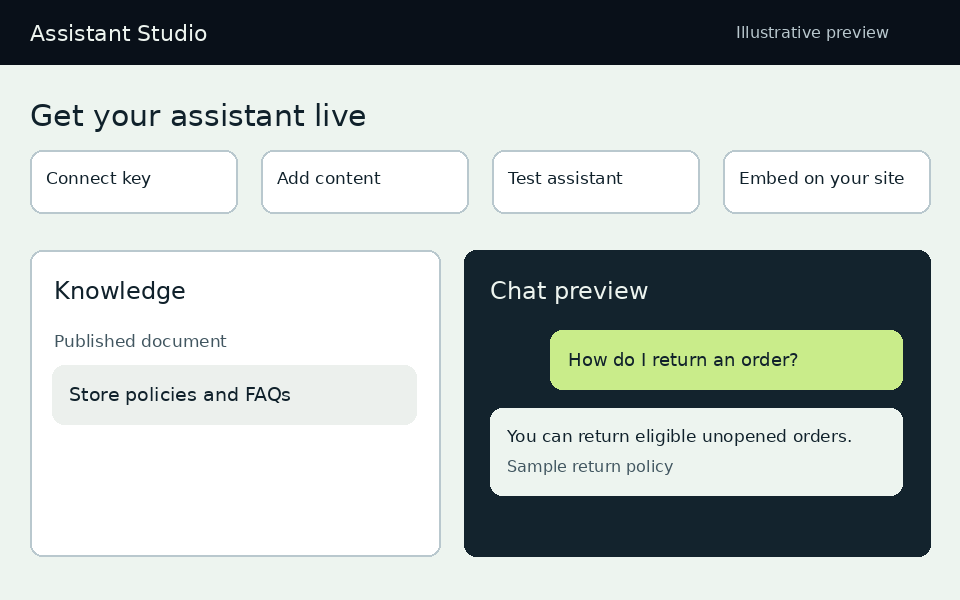 Assistant Studio
Illustrative preview
Get your assistant live
Connect key
Add content
Test assistant
Embed on your site
Knowledge
Published document
Store policies and FAQs
Chat preview
How do I return an order?
You can return eligible unopened orders.
Sample return policy